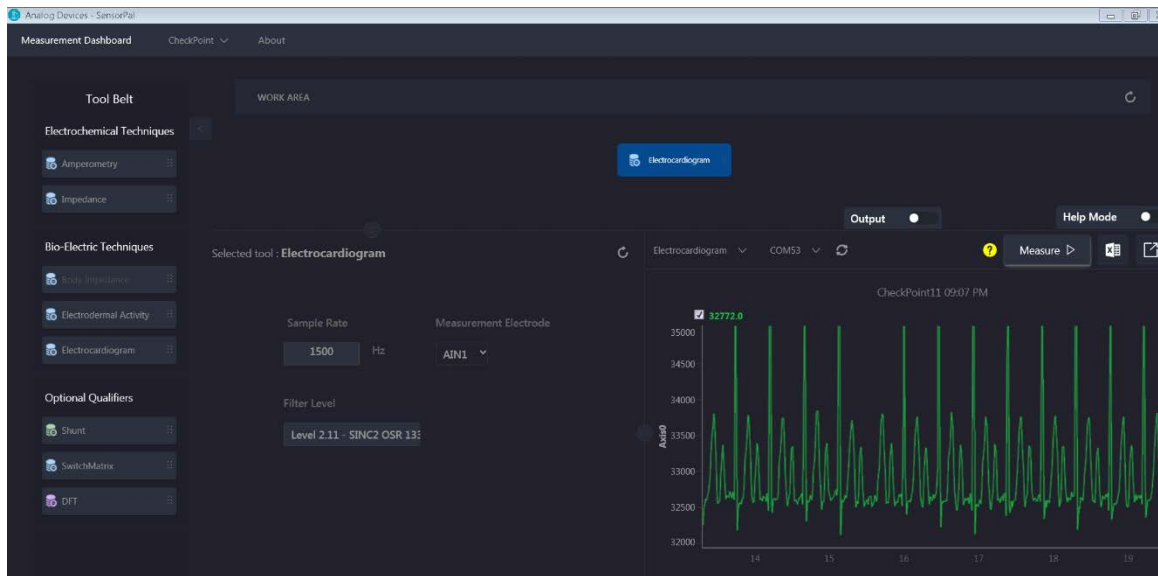 Analog Devices - SensorPal
Measurement Dashboard CheckPoint About
Tool Belt
WORK AREA
Electrochemical Techniques
Amperometry
Impedance
Bio-Electric Techniques
Body Impedance
Electrodermal Activity
Electrocardiogram
Optional Qualifiers
Shunt
SwitchMatrix
DFT
Electrocardiogram
Output
Help Mode
Selected tool : Electrocardiogram
Sample Rate
1500 Hz
Measurement Electrode
AIN1
Filter Level
Level 2.11 - SINC2 OSR 133
Electrocardiogram COM53
? Measure
CheckPoint11 09:07 PM
32772.0
35000
34500
34000
33500
33000
32500
32000
Axis0
14 15 16 17 18 19